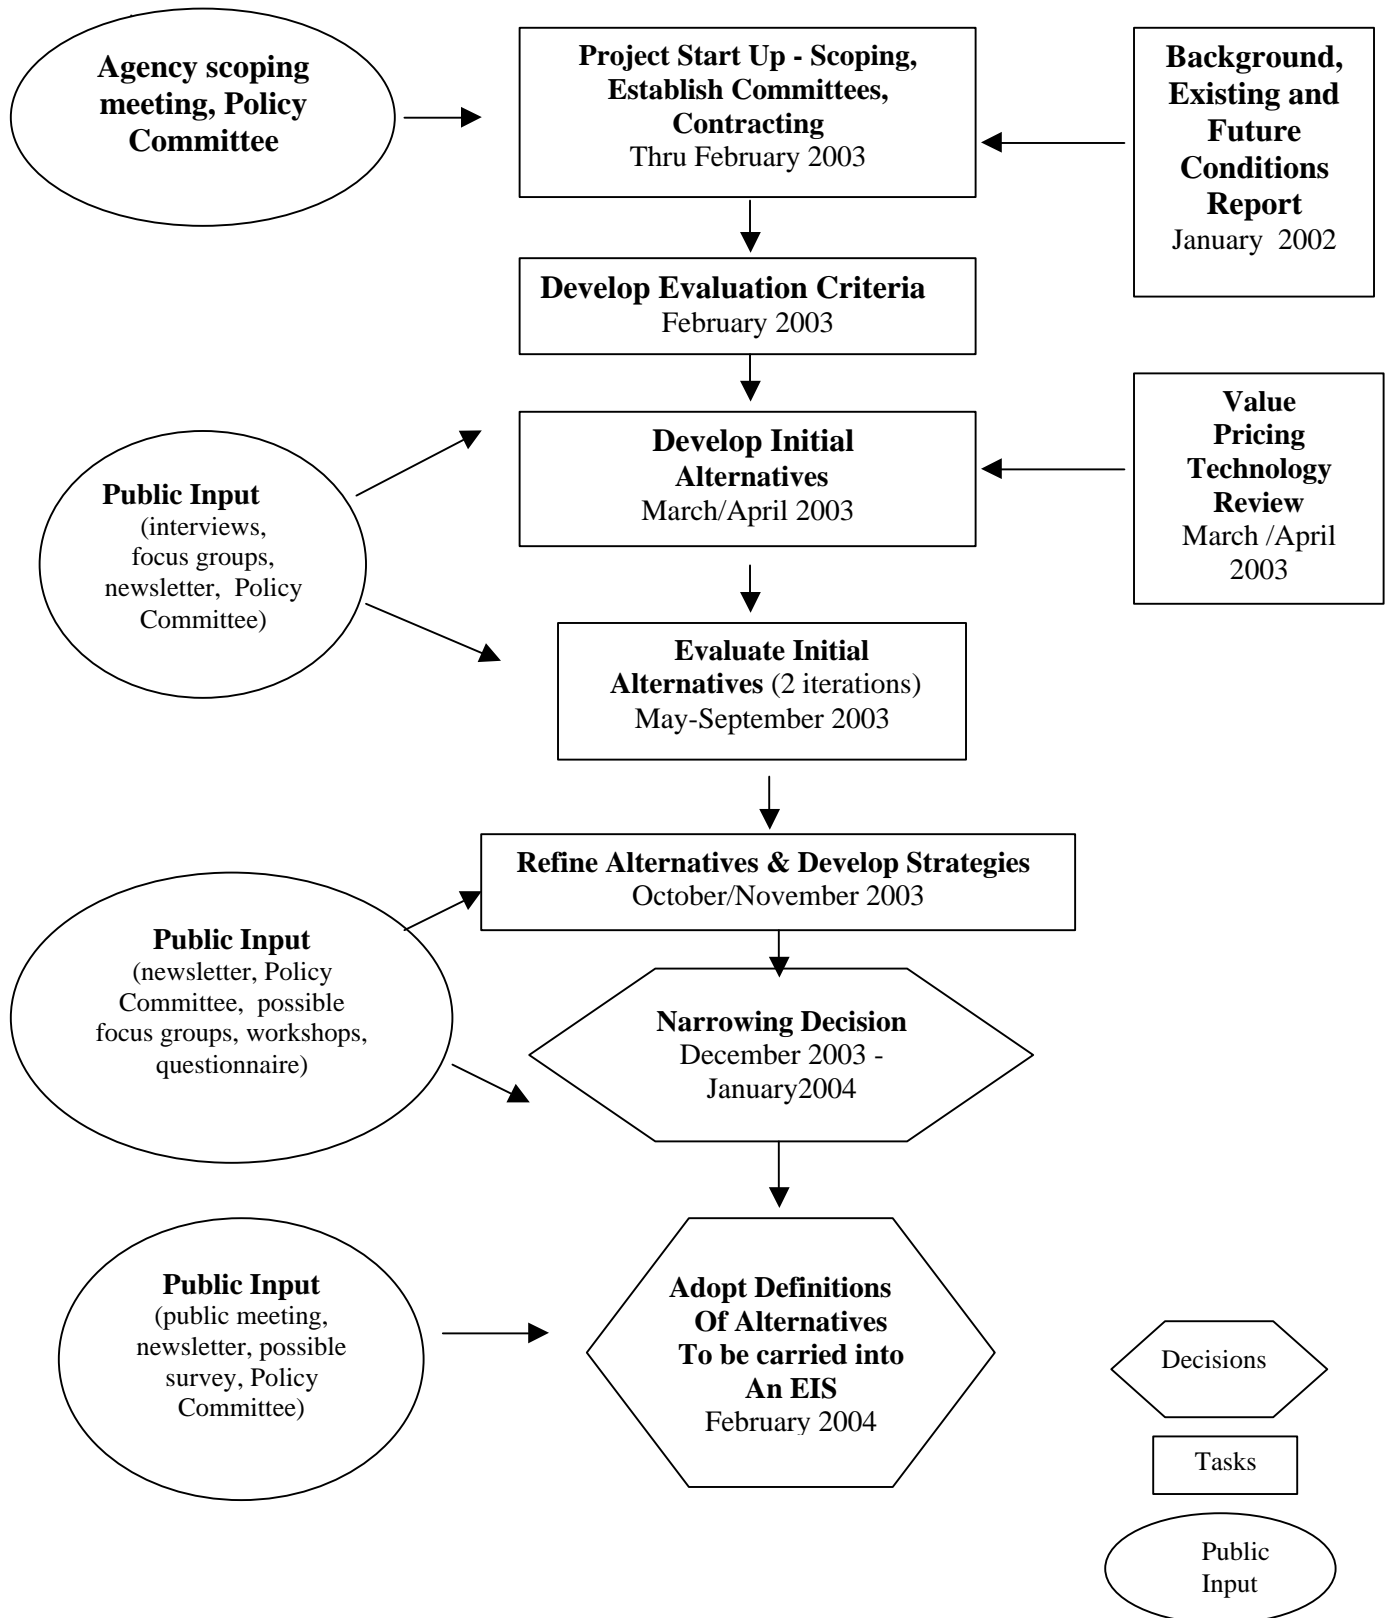 Agency scoping
meeting, Policy
Committee
Project Start Up - Scoping,
Establish Committees,
Contracting
Thru February 2003
Background,
Existing and
Future
Conditions
Report
January 2002
Develop Evaluation Criteria
February 2003
Public Input
(interviews,
focus groups,
newsletter, Policy
Committee)
Develop Initial
Alternatives
March/April 2003
Value
Pricing
Technology
Review
March /April
2003
Evaluate Initial
Alternatives (2 iterations)
May-September 2003
Refine Alternatives & Develop Strategies
October/November 2003
Public Input
(newsletter, Policy
Committee, possible
focus groups, workshops,
questionnaire)
Narrowing Decision
December 2003 -
January2004
Public Input
(public meeting,
newsletter, possible
survey, Policy
Committee)
Adopt Definitions
Of Alternatives
To be carried into
An EIS
February 2004
Decisions
Tasks
Public
Input